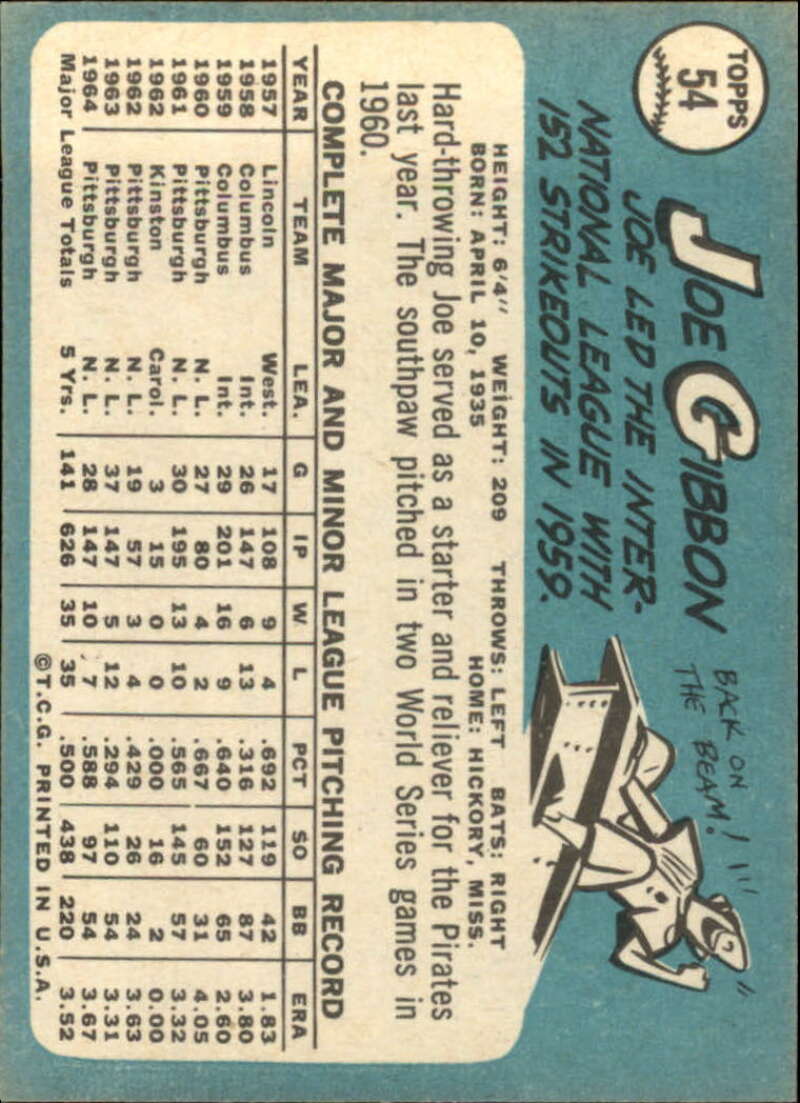 TOPPS
54
JOE GIBBON
JOE LED THE INTER-
NATIONAL LEAGUE WITH
152 STRIKEOUTS IN 1959.
BACK ON
THE BEAM!
HEIGHT: 6'4" WEIGHT: 209 THROWS: LEFT BATS: RIGHT
BORN: APRIL 10, 1935 HOME: HICKORY, MISS.
Hard-throwing Joe served as a starter and reliever for the Pirates
last year. The southpaw pitched in two World Series games in
1960.
COMPLETE MAJOR AND MINOR LEAGUE PITCHING RECORD
YEAR TEAM LEA. G IP W L PCT SO BB ERA
1957 Lincoln West. 17 108 9 4 .692 119 42 1.83
1958 Columbus Int. 26 147 6 13 .316 127 87 3.80
1959 Columbus Int. 29 201 16 9 .640 152 65 2.60
1960 Pittsburgh N. L. 27 80 4 2 .667 60 31 4.05
1961 Pittsburgh N. L. 30 195 13 10 .565 145 57 3.32
1962 Kinston Carol. 3 15 0 0 .000 16 2 0.00
1962 Pittsburgh N. L. 19 57 3 4 .429 26 24 3.63
1963 Pittsburgh N. L. 37 147 5 12 .294 110 54 3.31
1964 Pittsburgh N. L. 28 147 10 7 .588 97 54 3.67
Major League Totals 5 Yrs. 141 626 35 35 .500 438 220 3.52
©T.C.G. PRINTED IN U.S.A.